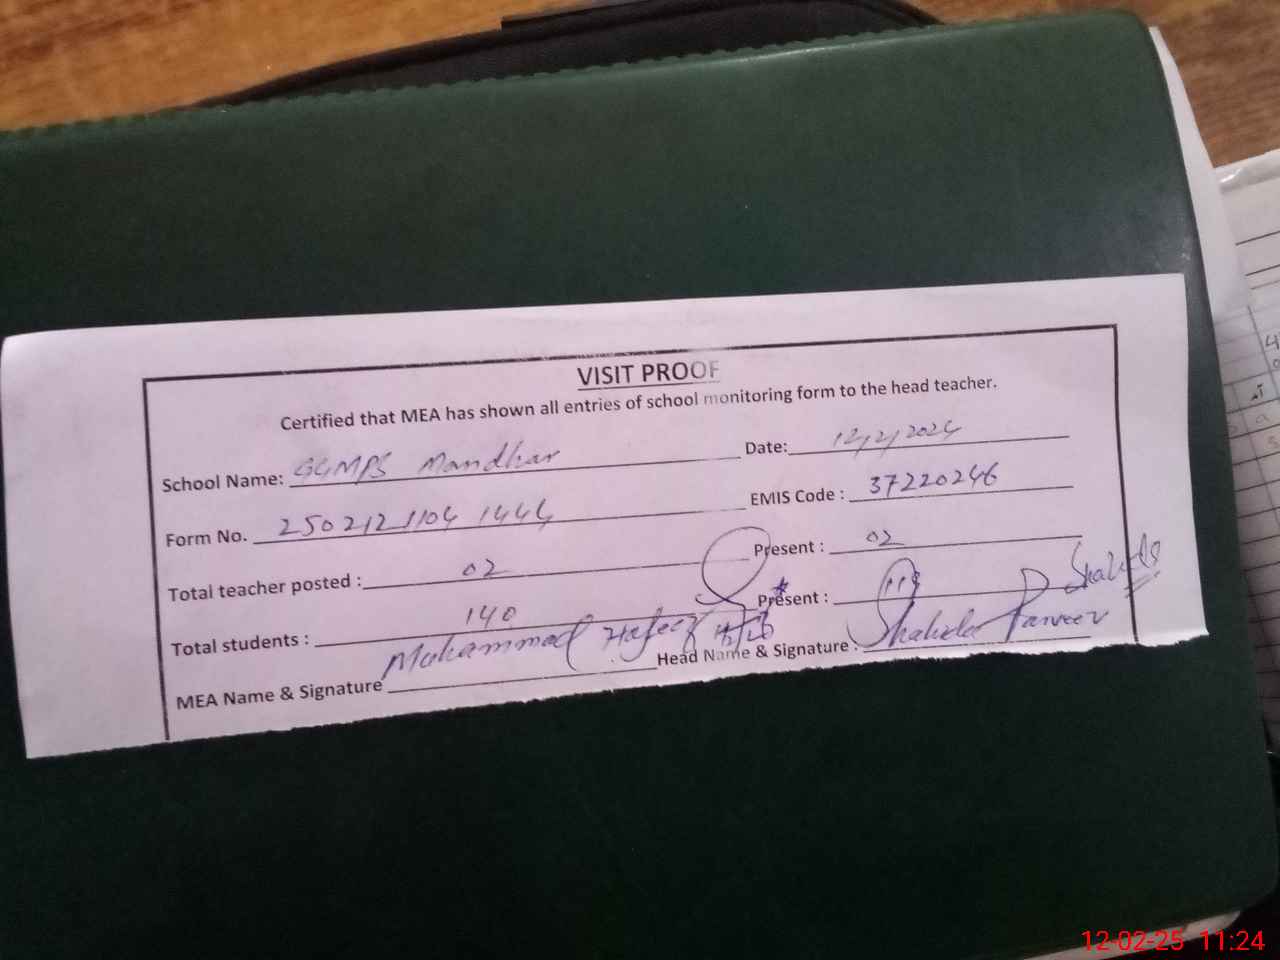 VISIT PROOF
Certified that MEA has shown all entries of school monitoring form to the head teacher.
School Name: GGMPS Mandhar Date: 12/2/2024
Form No. 250212 1104 1444 EMIS Code : 37220246
Total teacher posted : 02 Present : 02
Total students : 140 Present : 118
MEA Name & Signature Muhammad Hafeez Head Name & Signature : Shahida Parveen
12-02-25 11:24